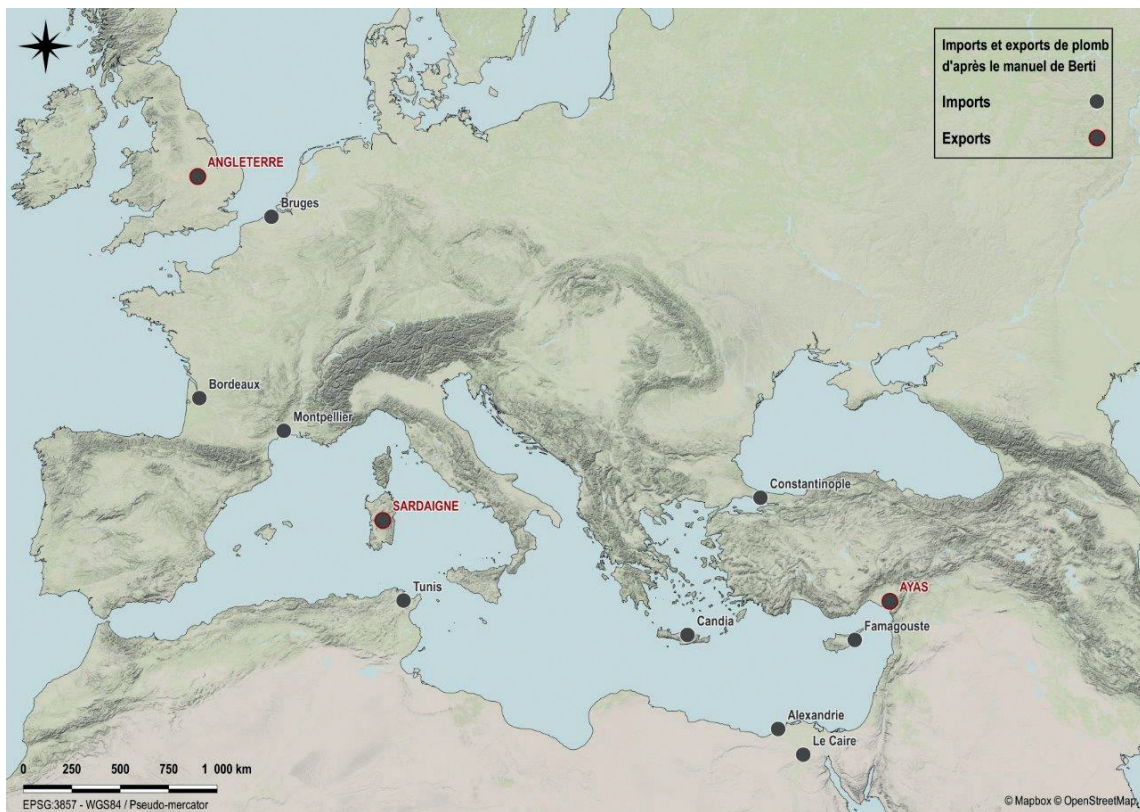 Imports et exports de plomb
d'après le manuel de Berti
Imports
Exports
ANGLETERRE
Bruges
Bordeaux
Montpellier
SARDAIGNE
Constantinople
Tunis
AYAS
Candia
Famagouste
Alexandrie
Le Caire
0 250 500 750 1 000 km
EPSG:3857 - WGS84 / Pseudo-mercator
© Mapbox © OpenStreetMap